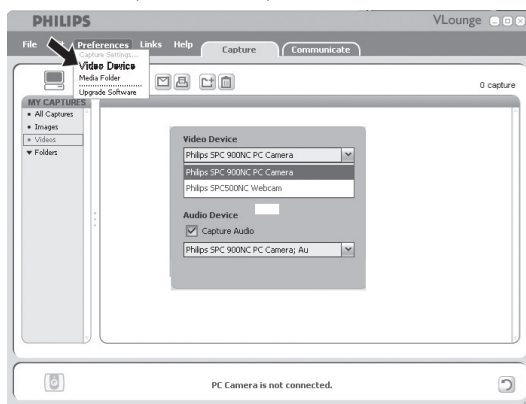 PHILIPS
VLounge
File
Preferences Links Help
Capture
Communicate
Capture Settings...
Video Device
Media Folder
Upgrade Software
0 capture
MY CAPTURES
All Captures
Images
Videos
Folders
Video Device
Philips SPC 900NC PC Camera
Philips SPC 900NC PC Camera
Philips SPC500NC Webcam
Audio Device
Capture Audio
Philips SPC 900NC PC Camera; Au
PC Camera is not connected.